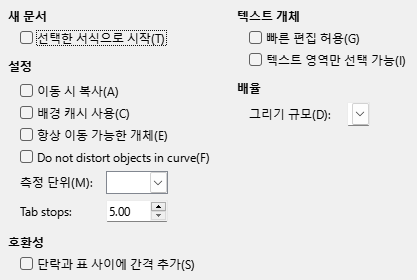 새 문서
선택한 서식으로 시작(T)
설정
이동 시 복사(A)
배경 캐시 사용(C)
항상 이동 가능한 개체(E)
Do not distort objects in curve(F)
측정 단위(M):
Tab stops: 5.00
호환성
단락과 표 사이에 간격 추가(S)
텍스트 개체
빠른 편집 허용(G)
텍스트 영역만 선택 가능(I)
배율
그리기 규모(D):